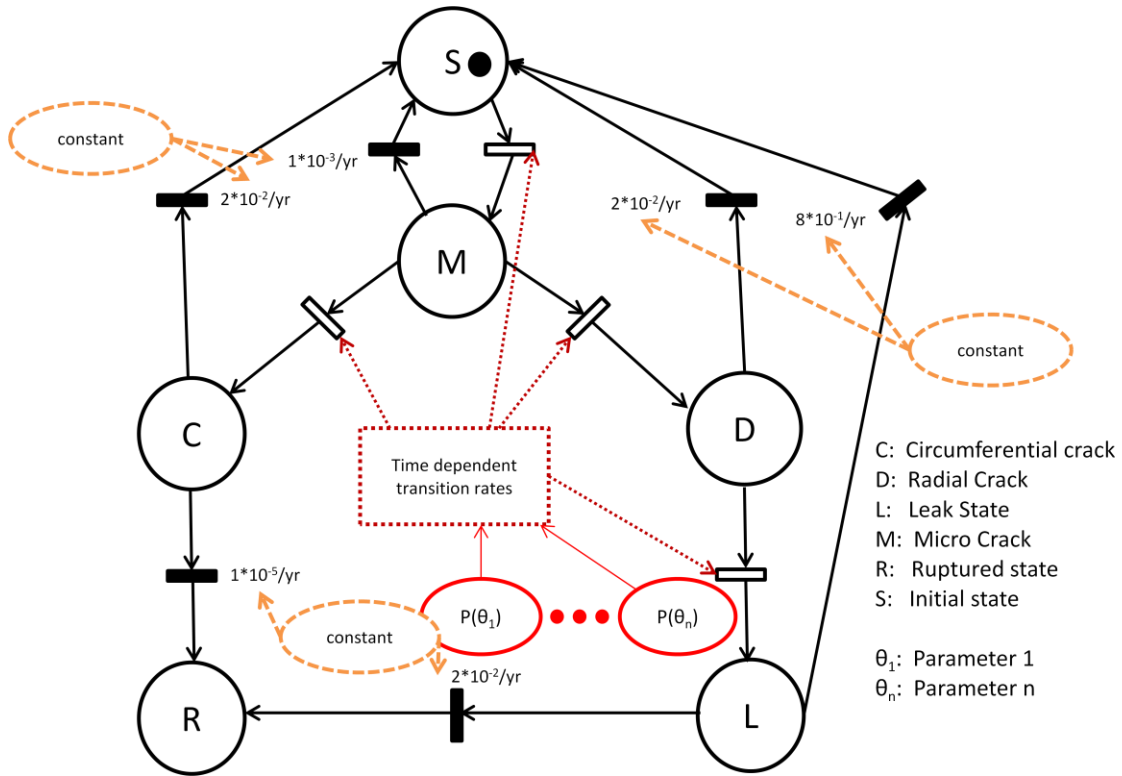 S
constant
1*10⁻³/yr
2*10⁻²/yr
2*10⁻²/yr
8*10⁻¹/yr
M
constant
C
D
Time dependent
transition rates
C: Circumferential crack
D: Radial Crack
L: Leak State
M: Micro Crack
R: Ruptured state
S: Initial state
1*10⁻⁵/yr
constant
P(θ₁)
P(θₙ)
2*10⁻²/yr
θ₁: Parameter 1
θₙ: Parameter n
R
L